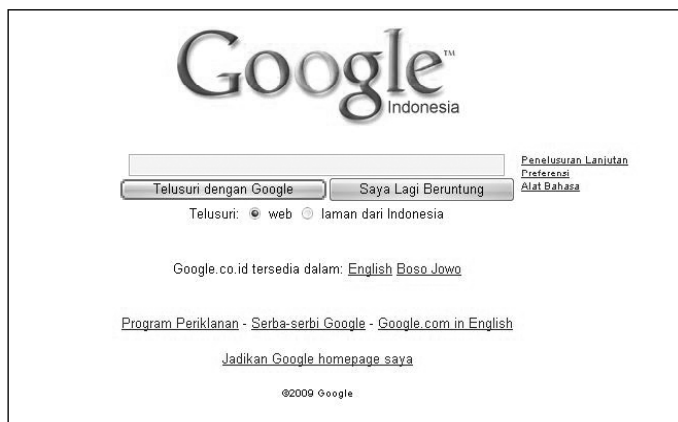 Google™
Indonesia
Penelusuran Lanjutan
Preferensi
Alat Bahasa
Telusuri dengan Google Saya Lagi Beruntung
Telusuri: web laman dari Indonesia
Google.co.id tersedia dalam: English Boso Jowo
Program Periklanan - Serba-serbi Google - Google.com in English
Jadikan Google homepage saya
©2009 Google